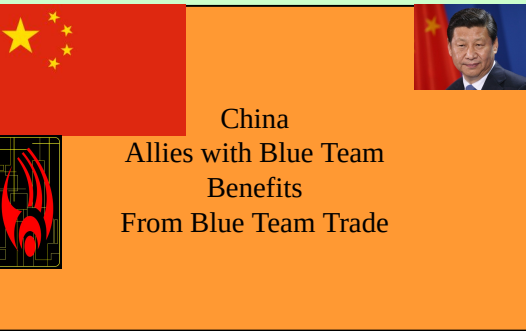 China
Allies with Blue Team
Benefits
From Blue Team Trade